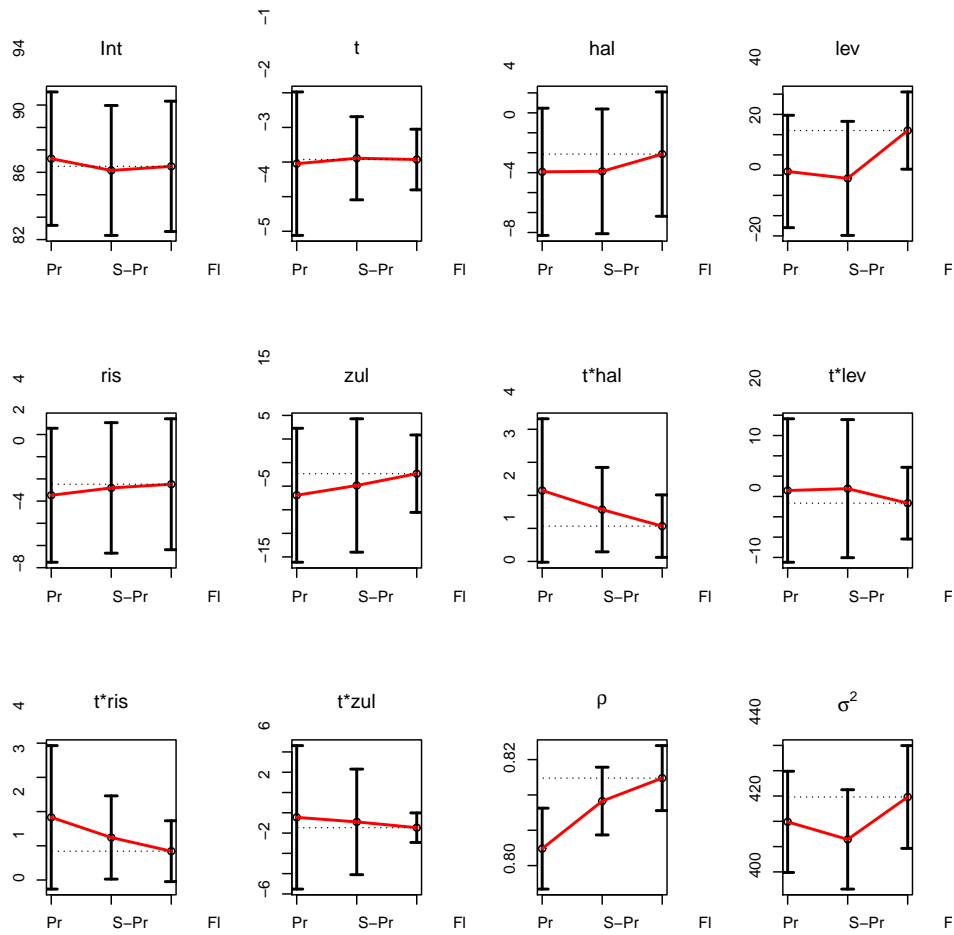 Int
94
90
86
82
Pr S−Pr Fl
t
−1
−2
−3
−4
−5
hal
4
0
−4
−8
Pr S−Pr Fl
lev
40
20
0
−20
Pr S−Pr Fl
Pr S−Pr F
ris
4
2
0
−4
−8
Pr S−Pr Fl
zul
15
5
−5
−15
Pr S−Pr Fl
t*hal
4
3
2
1
0
Pr S−Pr Fl
t*lev
20
10
0
−10
Pr S−Pr F
t*ris
4
3
2
1
0
Pr S−Pr Fl
t*zul
6
2
−2
−6
Pr S−Pr Fl
ρ
0.82
0.80
Pr S−Pr Fl
σ²
440
420
400
Pr S−Pr F